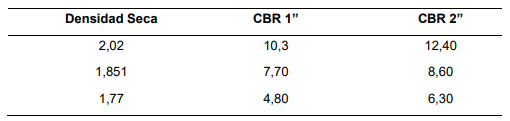 Densidad Seca CBR 1” CBR 2”
2,02 10,3 12,40
1,851 7,70 8,60
1,77 4,80 6,30